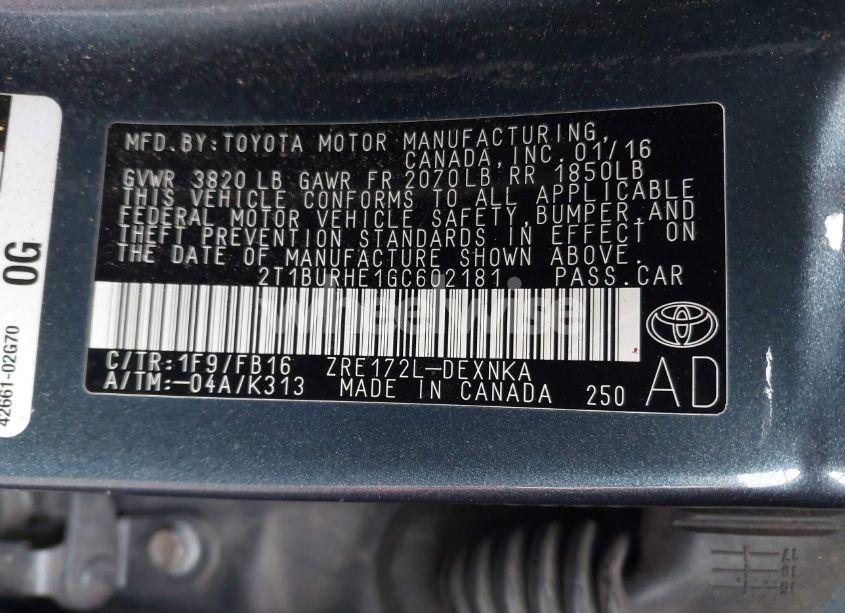 MFD.BY:TOYOTA MOTOR MANUFACTURING,
CANADA,INC. 01/16
GVWR 3820 LB GAWR FR 2070LB RR 1850LB
THIS VEHICLE CONFORMS TO ALL APPLICABLE
FEDERAL MOTOR VEHICLE SAFETY,BUMPER,AND
THEFT PREVENTION STANDARDS IN EFFECT ON
THE DATE OF MANUFACTURE SHOWN ABOVE.
2T1BURHE1GC602181 PASS.CAR
wheelwise
C/TR:1F9/FB16 ZRE172L-DEXNKA
A/TM:-04A/K313 MADE IN CANADA 250
AD
0G
42661-02G70